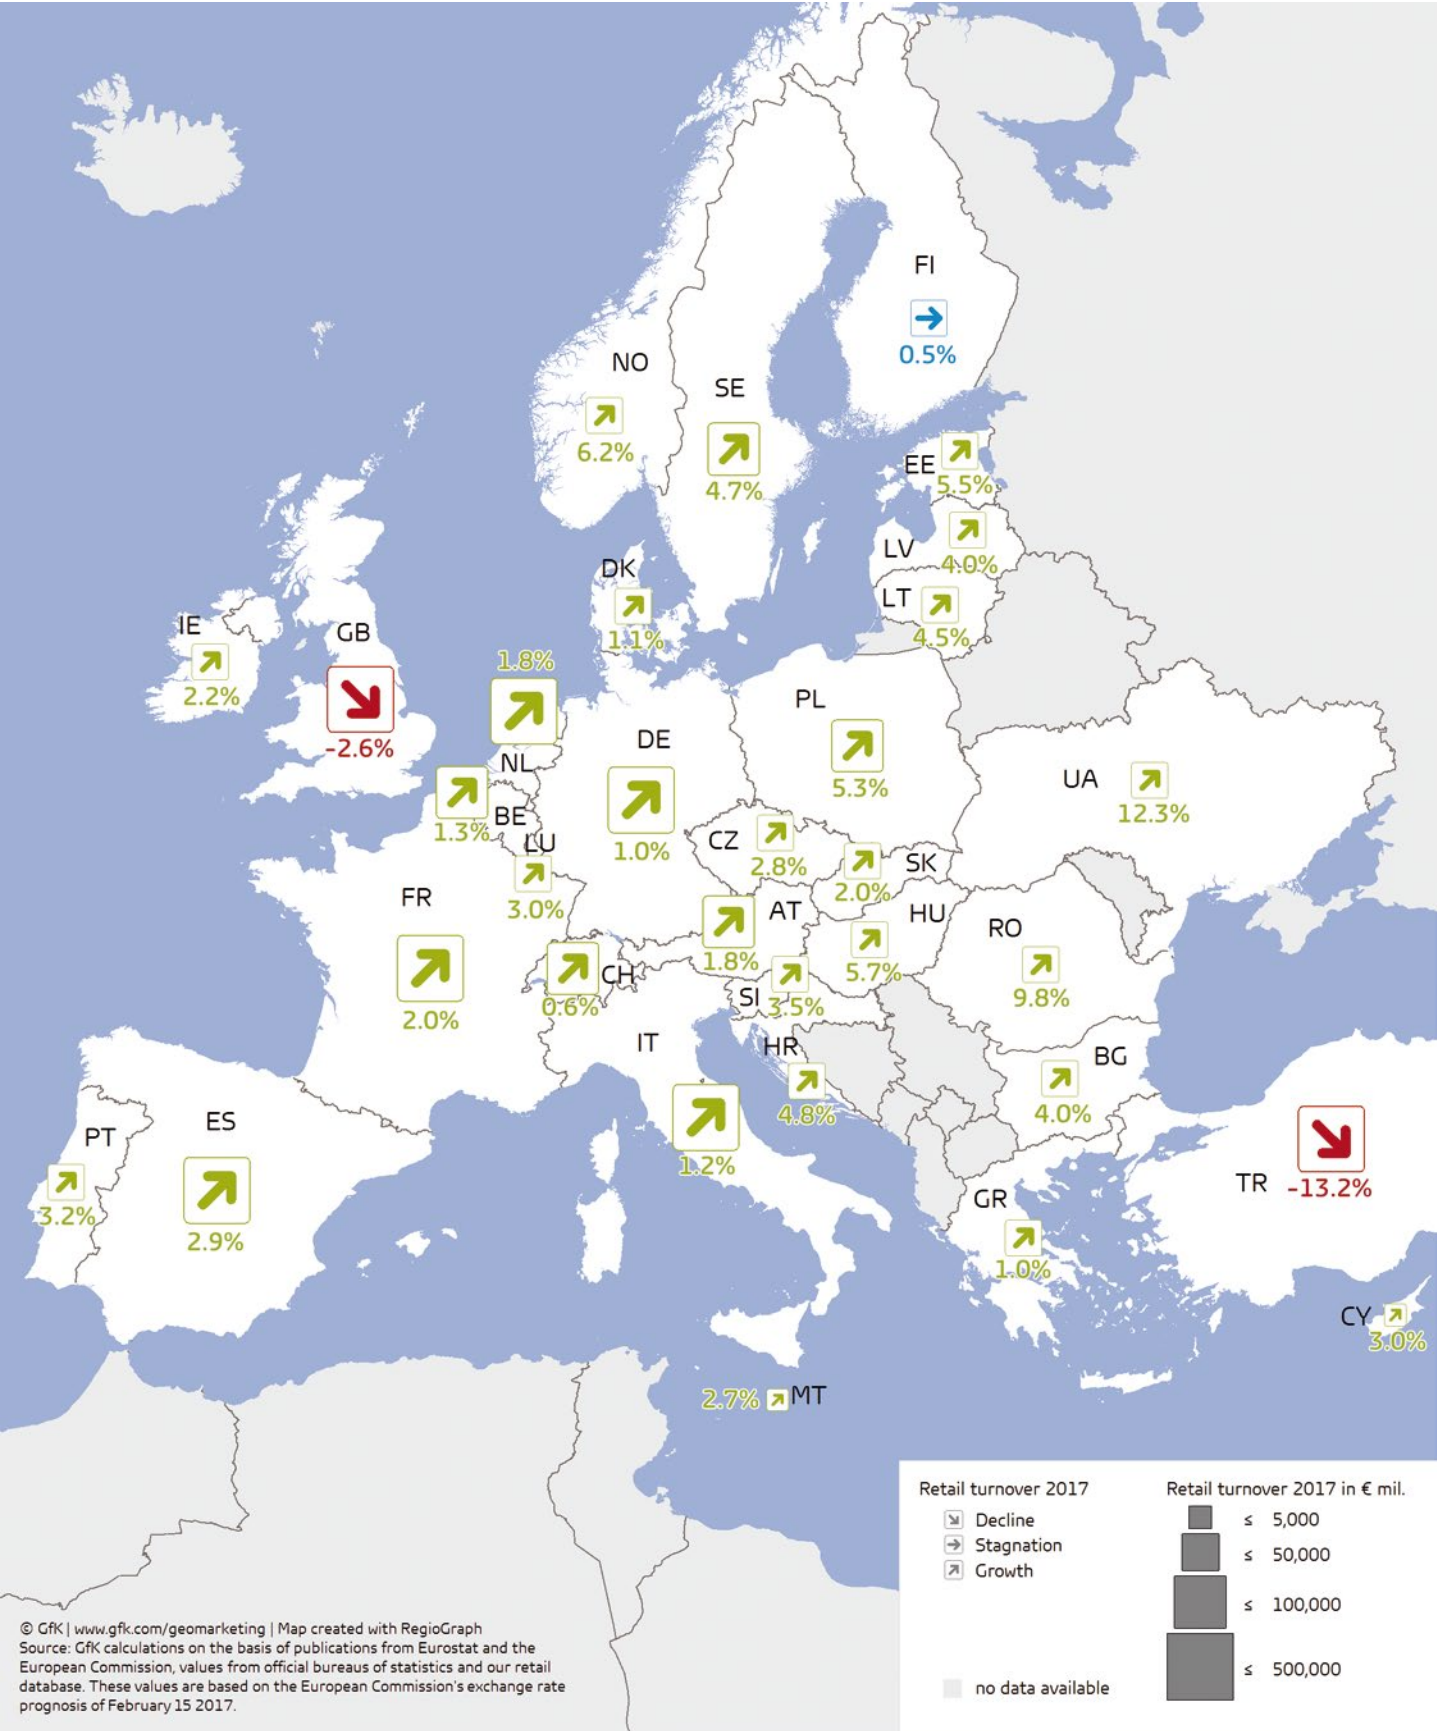 FI
0.5%
NO
6.2%
SE
4.7%
EE
5.5%
LV
4.0%
LT
4.5%
DK
1.1%
IE
2.2%
GB
-2.6%
1.8%
NL
DE
1.0%
PL
5.3%
UA
12.3%
1.3%
BE
LU
3.0%
CZ
2.8%
SK
2.0%
FR
2.0%
AT
1.8%
HU
5.7%
RO
9.8%
CH
0.6%
SI
3.5%
IT
1.2%
HR
4.8%
BG
4.0%
PT
3.2%
ES
2.9%
TR
-13.2%
GR
1.0%
CY
3.0%
2.7%
MT
Retail turnover 2017
Decline
Stagnation
Growth
no data available
Retail turnover 2017 in € mil.
≤ 5,000
≤ 50,000
≤ 100,000
≤ 500,000
© GfK | www.gfk.com/geomarketing | Map created with RegioGraph
Source: GfK calculations on the basis of publications from Eurostat and the
European Commission, values from official bureaus of statistics and our retail
database. These values are based on the European Commission's exchange rate
prognosis of February 15 2017.